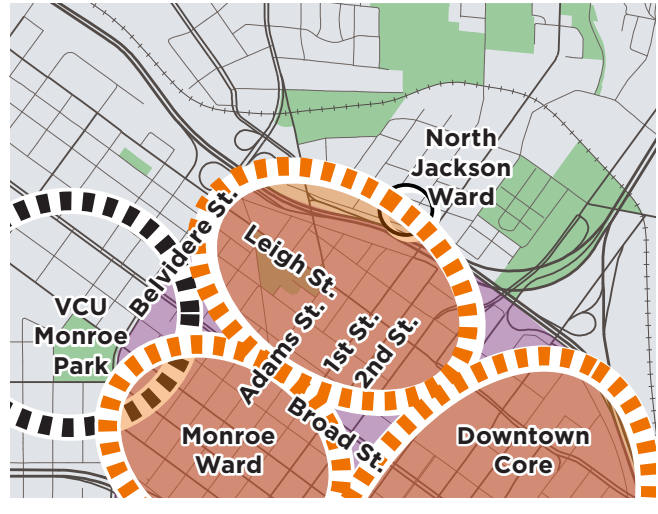 North
Jackson
Ward
Belvidere St.
Leigh St.
VCU
Monroe
Park
Adams St.
1st St.
2nd St.
Broad St.
Monroe
Ward
Downtown
Core